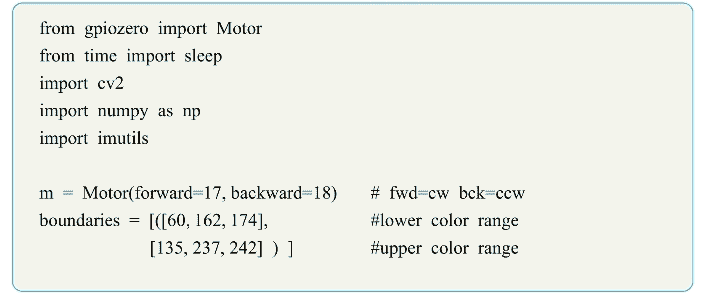 from gpiozero import Motor
from time import sleep
import cv2
import numpy as np
import imutils
m = Motor(forward=17, backward=18) # fwd=cw bck=ccw
boundaries = [([60, 162, 174], #lower color range
[135, 237, 242] ) ] #upper color range